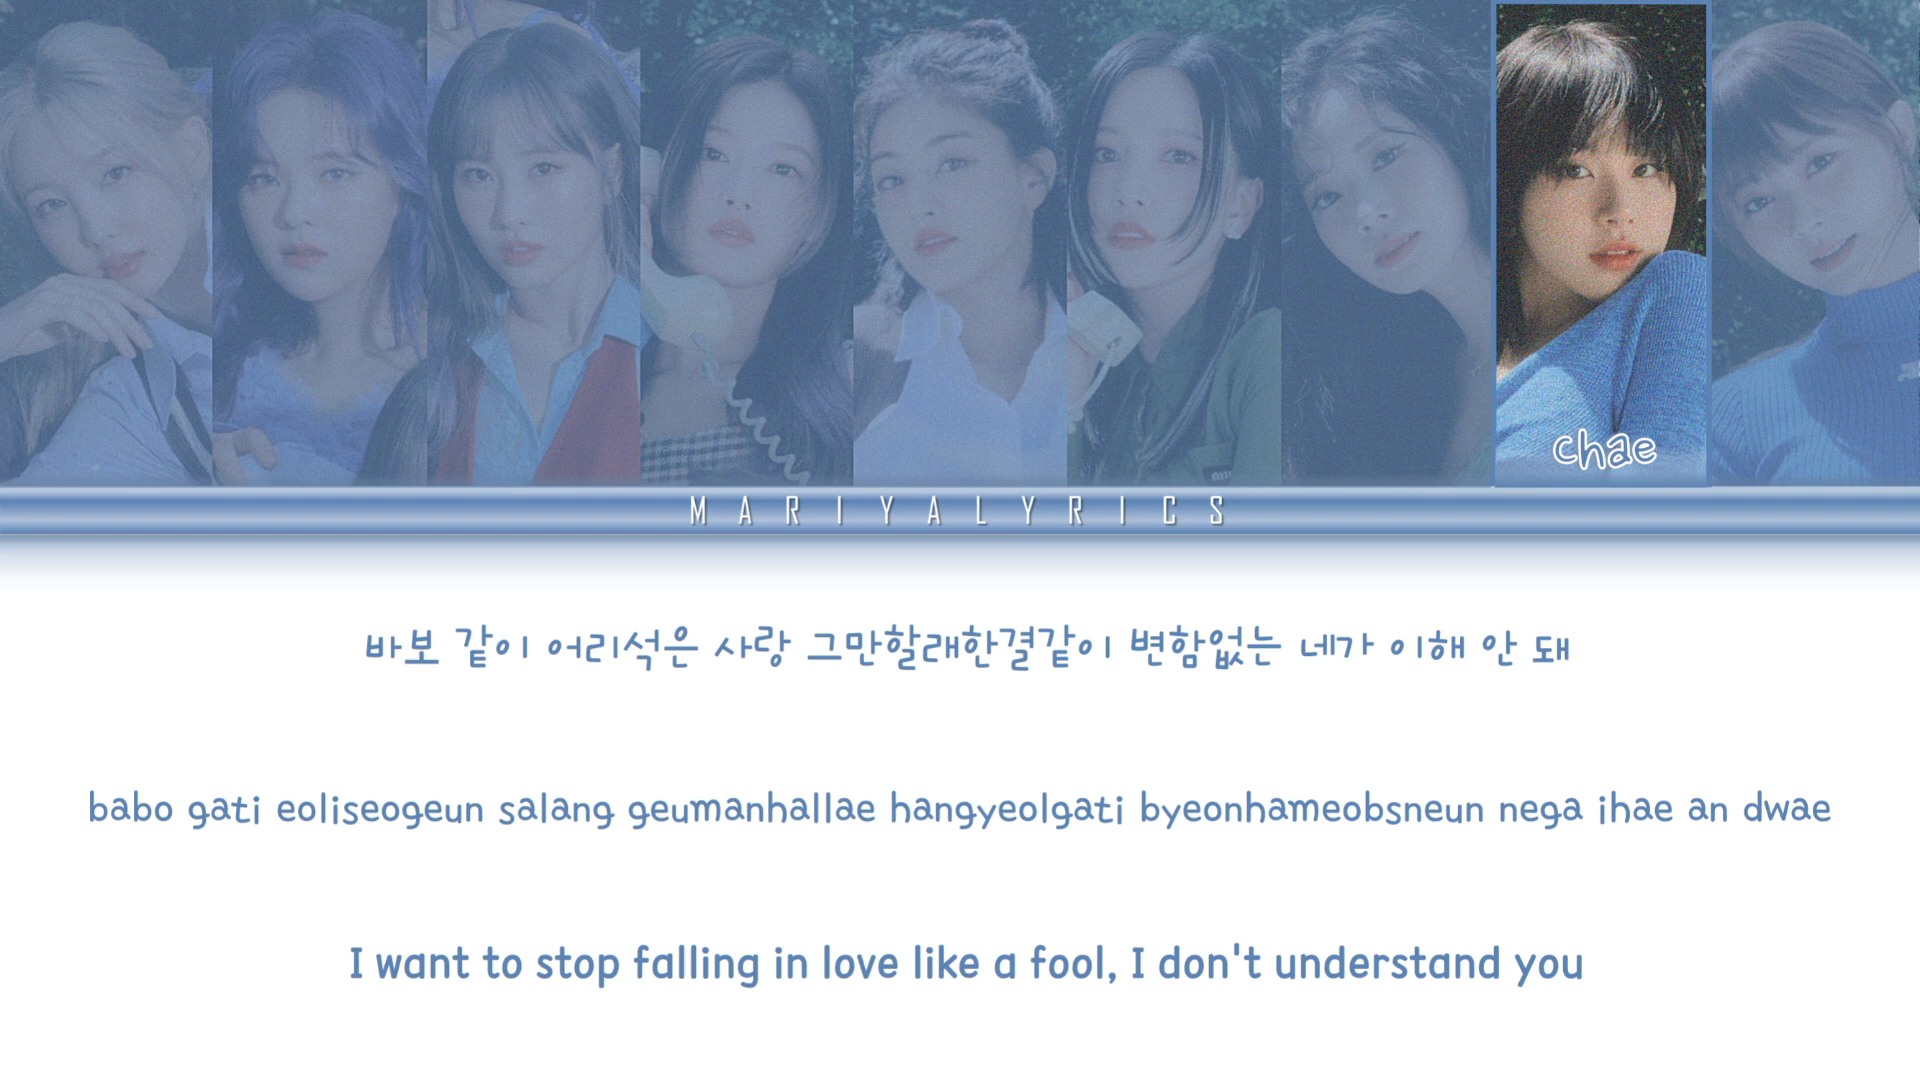 chae
MARIYALYRICS
바보 같이 어리석은 사랑 그만할래한결같이 변함없는 네가 이해 안 돼
babo gati eoliseogeun salang geumanhallae hangyeolgati byeonhameobsneun nega ihae an dwae
I want to stop falling in love like a fool, I don't understand you